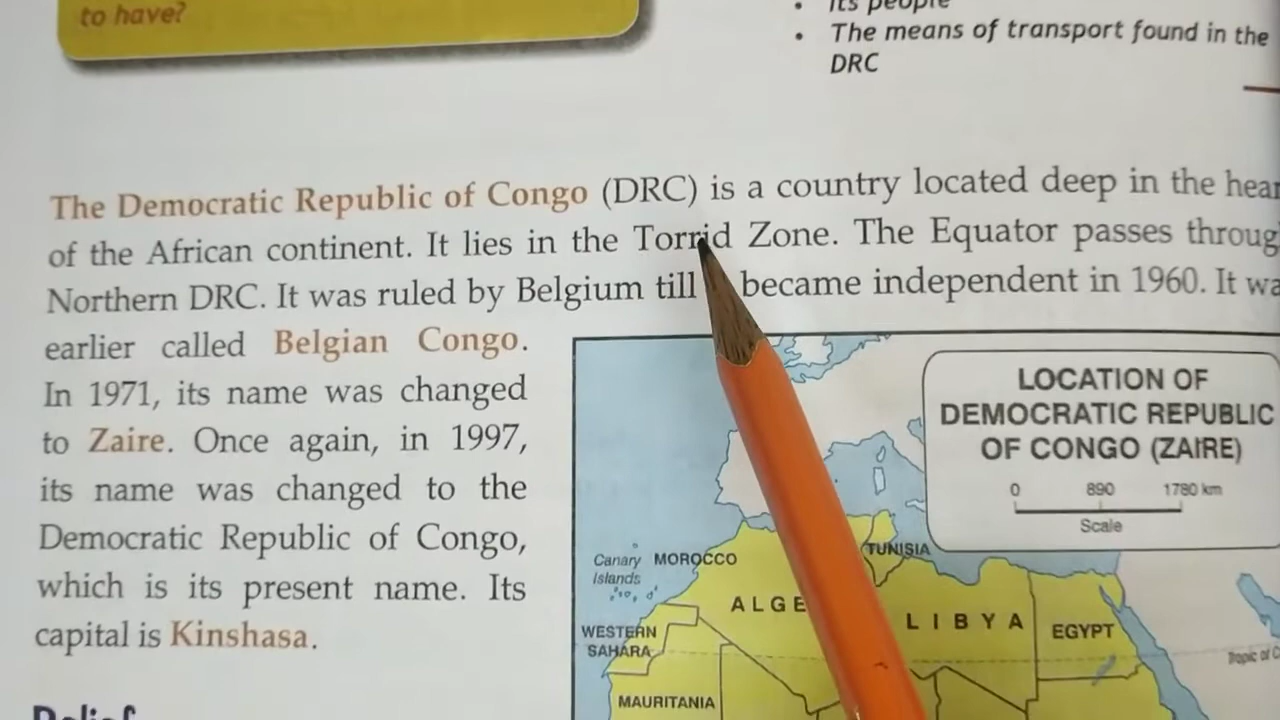 to have?
• Its people
• The means of transport found in the
DRC
The Democratic Republic of Congo (DRC) is a country located deep in the
of the African continent. It lies in the Torrid Zone. The Equator passes
Northern DRC. It was ruled by Belgium till became independent in 1960. It
earlier called Belgian Congo.
In 1971, its name was changed
to Zaire. Once again, in 1997,
its name was changed to the
Democratic Republic of Congo,
which is its present name. Its
capital is Kinshasa.
Relief
LOCATION OF
DEMOCRATIC REPUBLIC
OF CONGO (ZAIRE)
0 890 1780 km
Scale
Canary
Islands
MOROCCO
TUNISIA
LIBYA
EGYPT
WESTERN
SAHARA
Tropic of
MAURITANIA